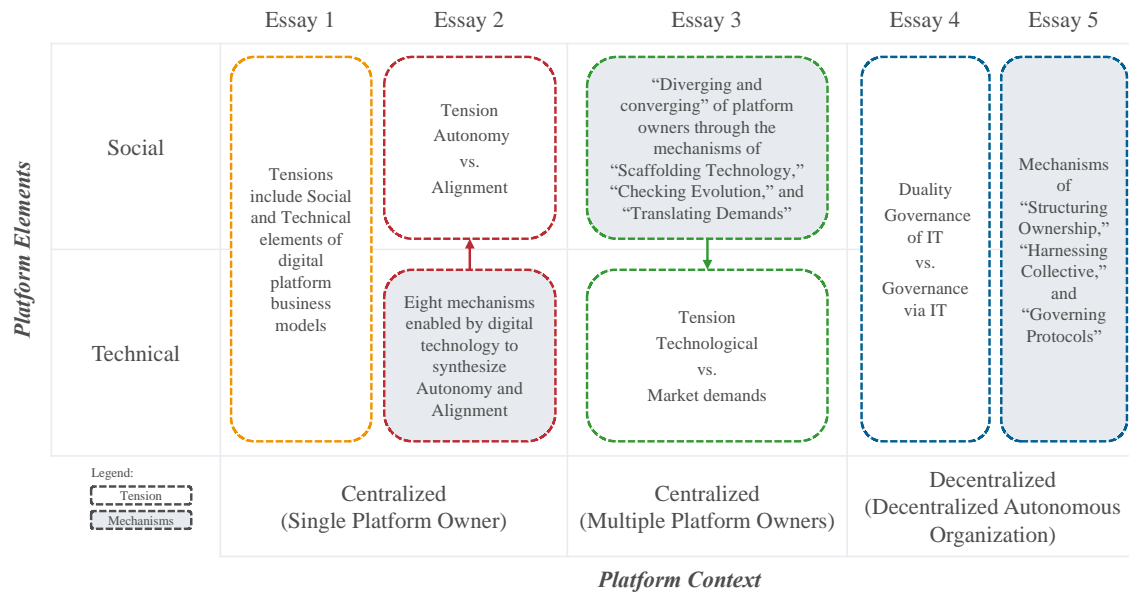 Essay 1
Essay 2
Essay 3
Essay 4
Essay 5
Platform Elements
Social
Technical
Tensions
include Social
and Technical
elements of
digital
platform
business
models
Tension
Autonomy
vs.
Alignment
Eight mechanisms
enabled by digital
technology to
synthesize
Autonomy and
Alignment
“Diverging and
converging” of platform
owners through the
mechanisms of
“Scaffolding Technology,”
“Checking Evolution,” and
“Translating Demands”
Tension
Technological
vs.
Market demands
Duality
Governance
of IT
vs.
Governance
via IT
Mechanisms
of
“Structuring
Ownership,”
“Harnessing
Collective,”
and
“Governing
Protocols”
Legend:
Tension
Mechanisms
Centralized
(Single Platform Owner)
Centralized
(Multiple Platform Owners)
Decentralized
(Decentralized Autonomous
Organization)
Platform Context